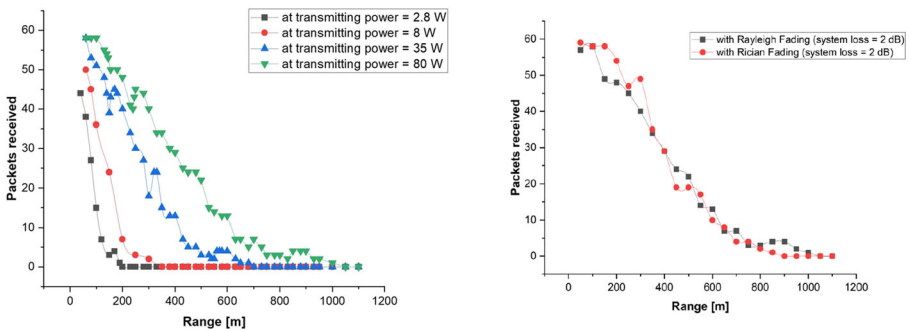 at transmitting power = 2.8 W
at transmitting power = 8 W
at transmitting power = 35 W
at transmitting power = 80 W
Packets received
60
50
40
30
20
10
0
0 200 400 600 800 1000 1200
Range [m]
with Rayleigh Fading (system loss = 2 dB)
with Rician Fading (system loss = 2 dB)
Packets received
60
50
40
30
20
10
0
0 200 400 600 800 1000 1200
Range [m]